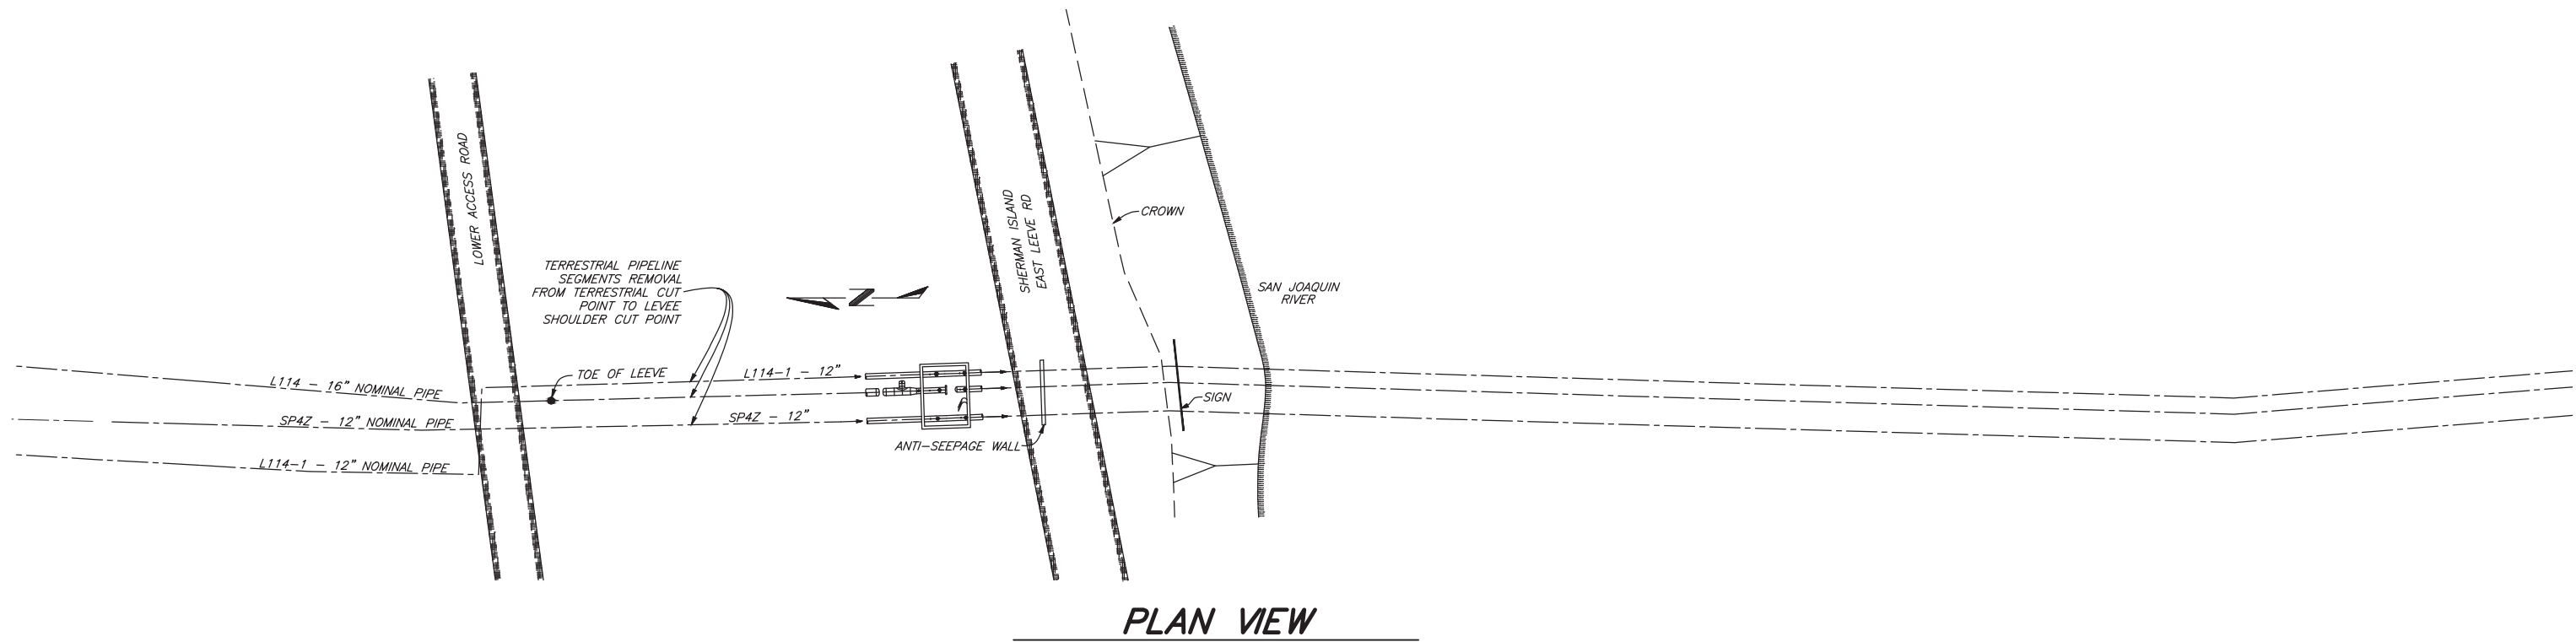 LOWER ACCESS ROAD
TERRESTRIAL PIPELINE
SEGMENTS REMOVAL
FROM TERRESTRIAL CUT
POINT TO LEVEE
SHOULDER CUT POINT
Z
SHERMAN ISLAND
EAST LEEVE RD
CROWN
SAN JOAQUIN
RIVER
L114 - 16" NOMINAL PIPE
TOE OF LEEVE
L114-1 - 12"
SIGN
SP4Z - 12" NOMINAL PIPE
SP4Z - 12"
ANTI-SEEPAGE WALL
L114-1 - 12" NOMINAL PIPE
PLAN VIEW